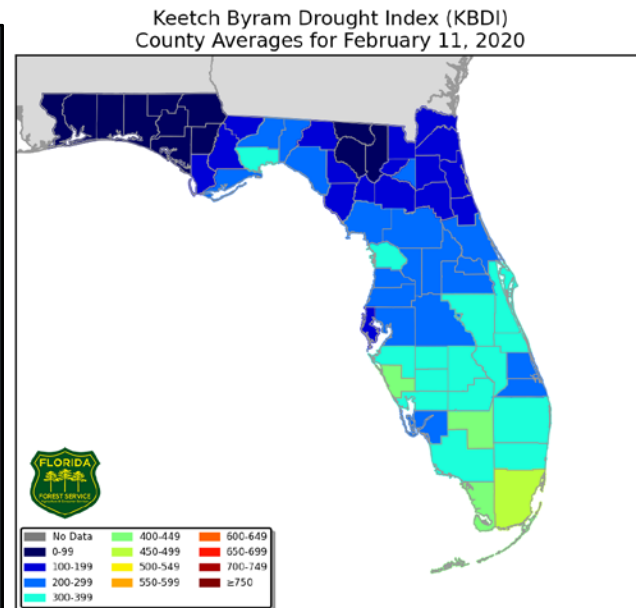 Keetch Byram Drought Index (KBDI)
County Averages for February 11, 2020
FLORIDA
FOREST SERVICE
No Data
0-99
100-199
200-299
300-399
400-449
450-499
500-549
550-599
600-649
650-699
700-749
≥750